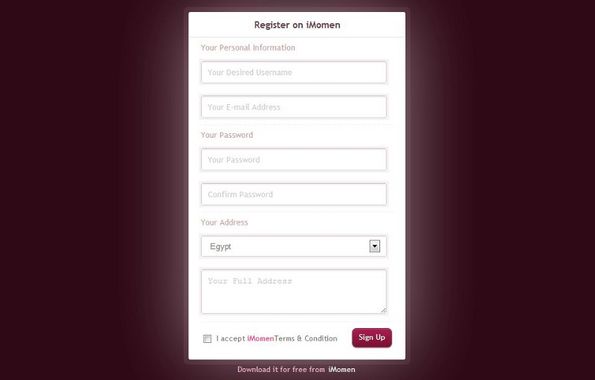 Register on iMomen
Your Personal Information
Your Desired Username
Your E-mail Address
Your Password
Your Password
Confirm Password
Your Address
Egypt
Your Full Address
I accept iMomenTerms & Condition
Sign Up
Download it for free from iMomen